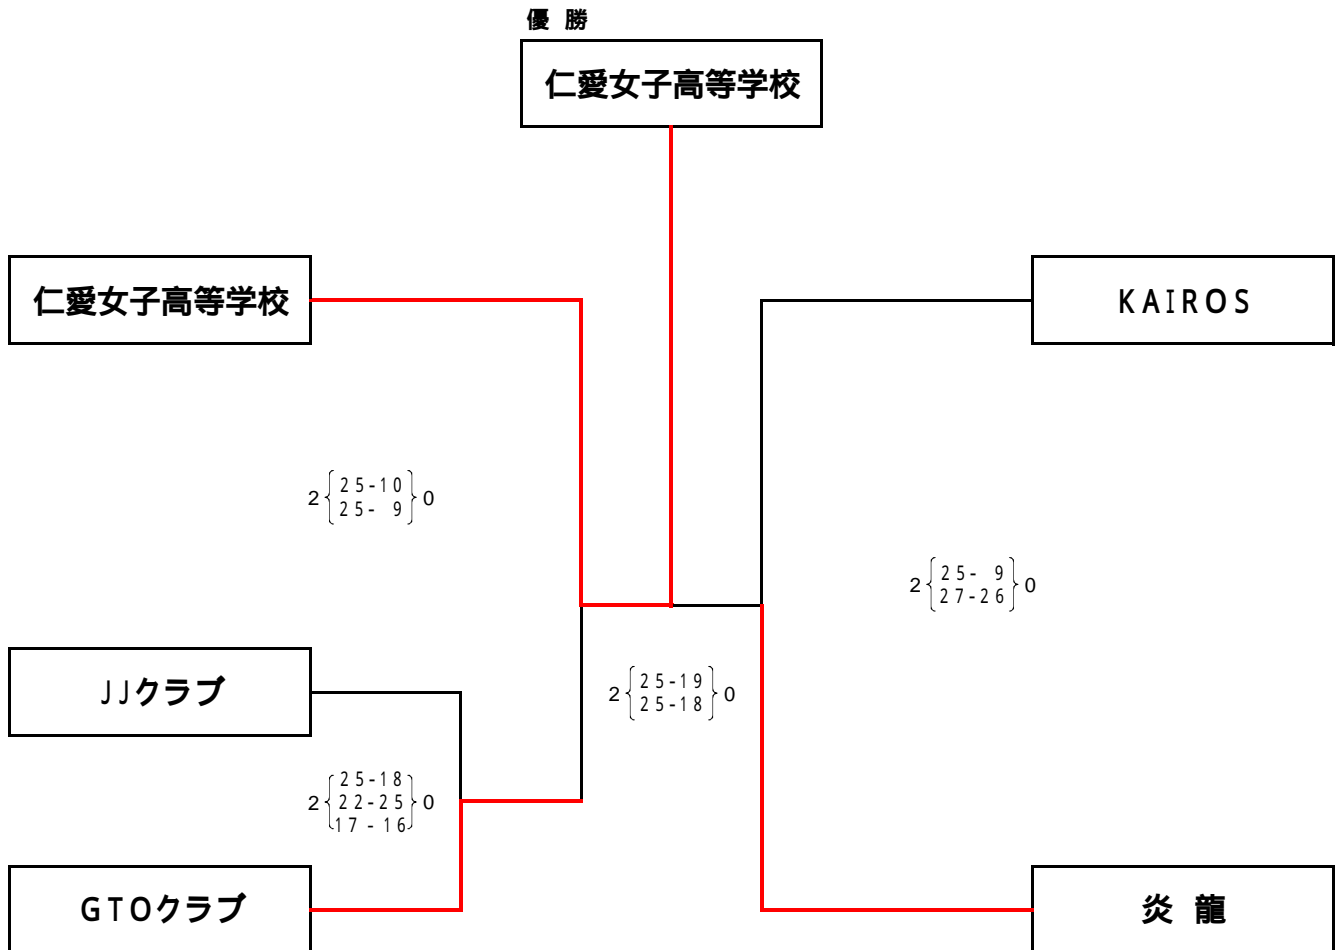 優 勝
仁愛女子高等学校
仁愛女子高等学校
KAIROS
2 { 25-10 } 0
25- 9
2 { 25- 9 } 0
27-26
JJクラブ
2 { 25-19 } 0
25-18
25-18
2 { 22-25 } 0
17 - 16
GTOクラブ
炎 龍